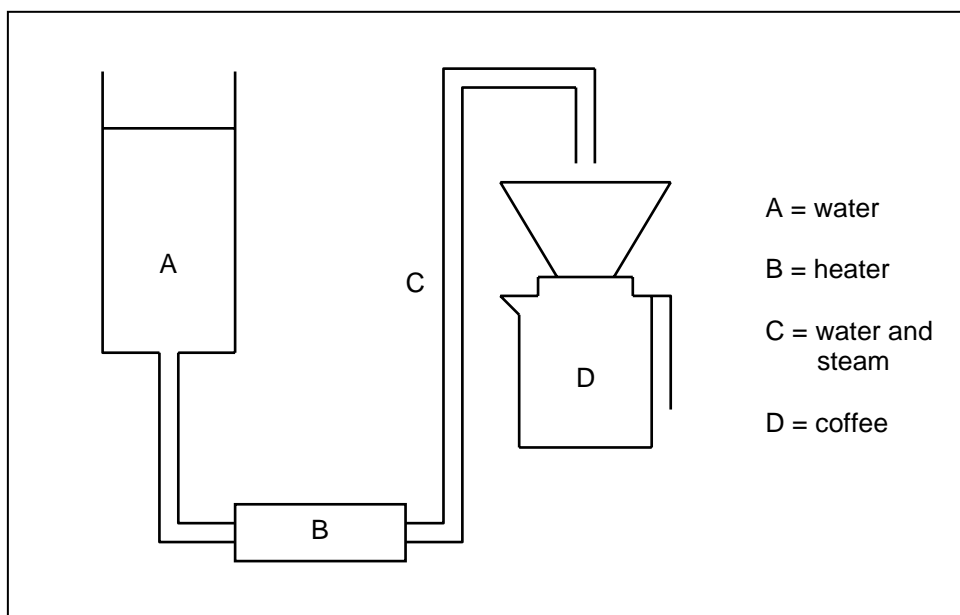 A
B
C
D
A = water
B = heater
C = water and
steam
D = coffee